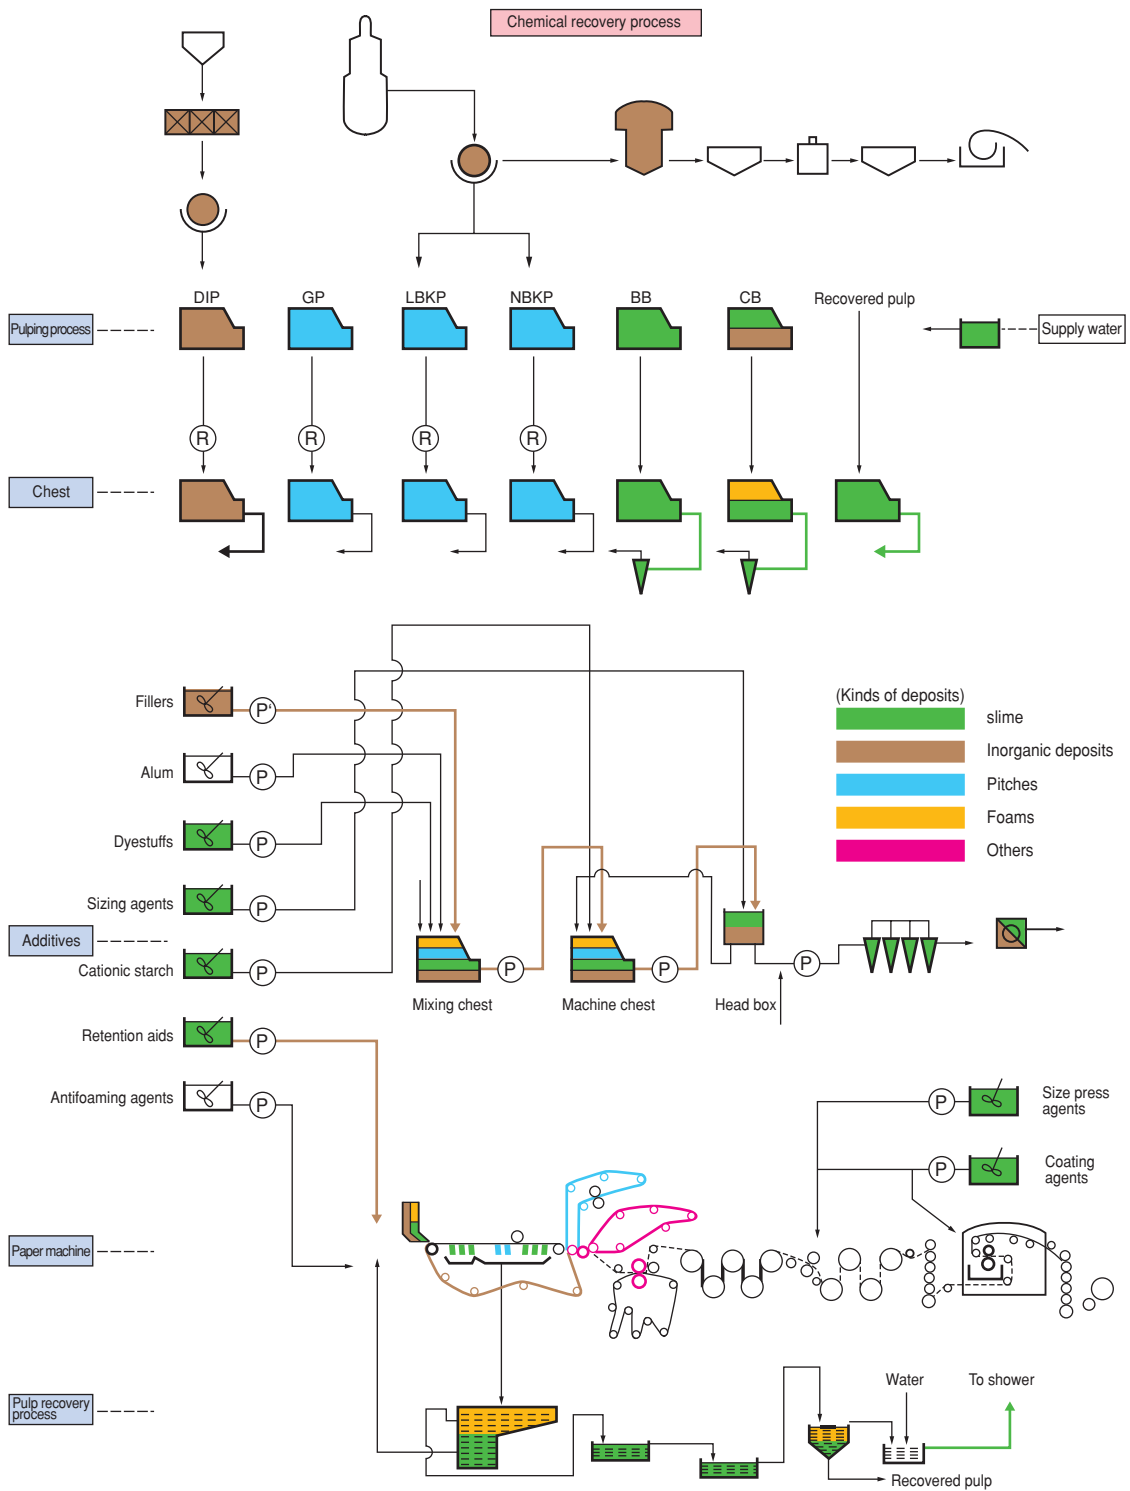 Chemical recovery process
DIP
GP
LBKP
NBKP
BB
CB
Recovered pulp
Pulping process
Supply water
R
R
R
R
Chest
(Kinds of deposits)
slime
Inorganic deposits
Pitches
Foams
Others
Fillers
P'
Alum
P
Dyestuffs
P
Sizing agents
P
Additives
Cationic starch
P
P
P
P
Mixing chest
Machine chest
Head box
Retention aids
P
Antifoaming agents
P
P
Size press
agents
P
Coating
agents
Paper machine
Pulp recovery
process
Water
To shower
Recovered pulp